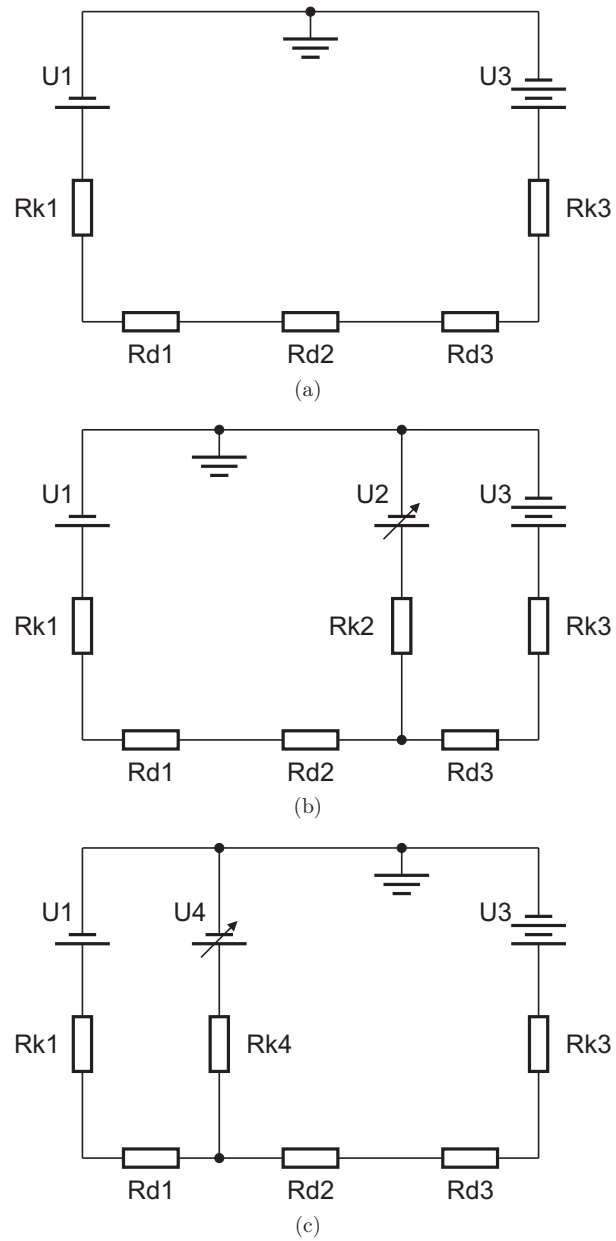 U1
U3
Rk1
Rk3
Rd1 Rd2 Rd3
(a)
U1 U2 U3
Rk1 Rk2 Rk3
Rd1 Rd2 Rd3
(b)
U1 U4 U3
Rk1 Rk4 Rk3
Rd1 Rd2 Rd3
(c)